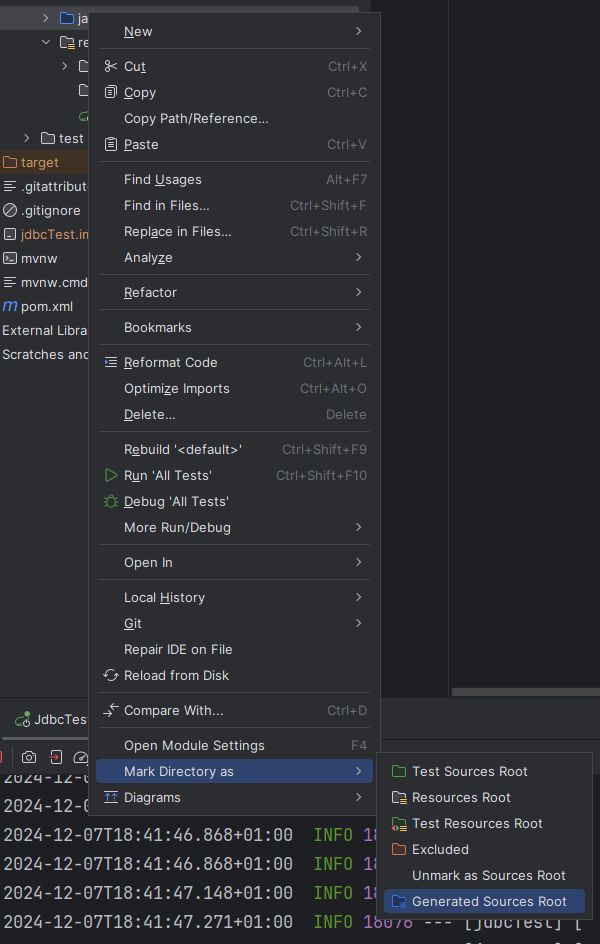 ja
New
re
Cut Ctrl+X
Copy Ctrl+C
Copy Path/Reference...
test
Paste Ctrl+V
target
Find Usages Alt+F7
.gitattribut
Find in Files... Ctrl+Shift+F
.gitignore
Replace in Files... Ctrl+Shift+R
jdbcTest.im
Analyze
mvnw
mvnw.cmd
Refactor
pom.xml
External Libra
Bookmarks
Scratches and
Reformat Code Ctrl+Alt+L
Optimize Imports Ctrl+Alt+O
Delete... Delete
Rebuild '<default>' Ctrl+Shift+F9
Run 'All Tests' Ctrl+Shift+F10
Debug 'All Tests'
More Run/Debug
Open In
Local History
Git
Repair IDE on File
Reload from Disk
Compare With... Ctrl+D
JdbcTest
Open Module Settings F4
Mark Directory as
Test Sources Root
2024-12-0
Diagrams
Resources Root
2024-12-0
Test Resources Root
2024-12-07T18:41:46.868+01:00 INFO 18
Excluded
2024-12-07T18:41:46.868+01:00 INFO 18
Unmark as Sources Root
2024-12-07T18:41:47.148+01:00 INFO 18
Generated Sources Root
2024-12-07T18:41:47.271+01:00 INFO 18076 --- [jdbcTest] [